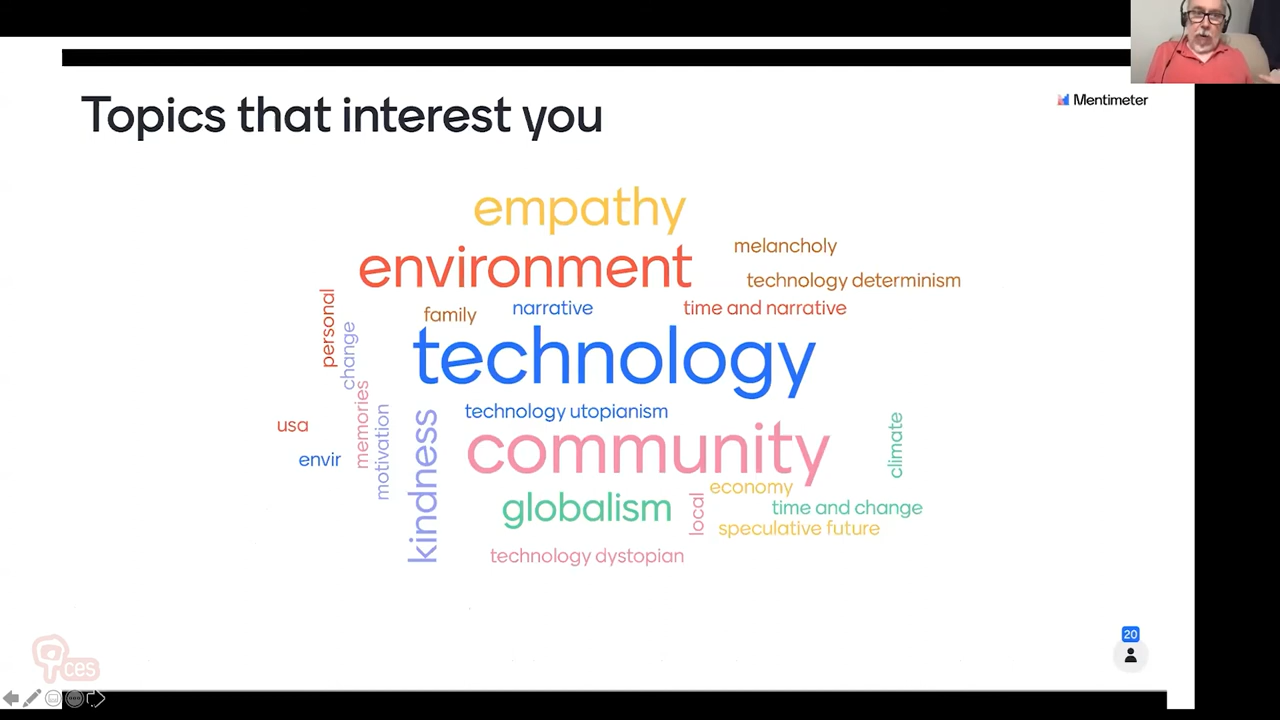 Topics that interest you
Mentimeter
empathy
melancholy
environment
technology determinism
personal
family
narrative
time and narrative
change
technology
memories
technology utopianism
usa
motivation
kindness
community
climate
envir
economy
globalism
local
time and change
speculative future
technology dystopian
20
ces